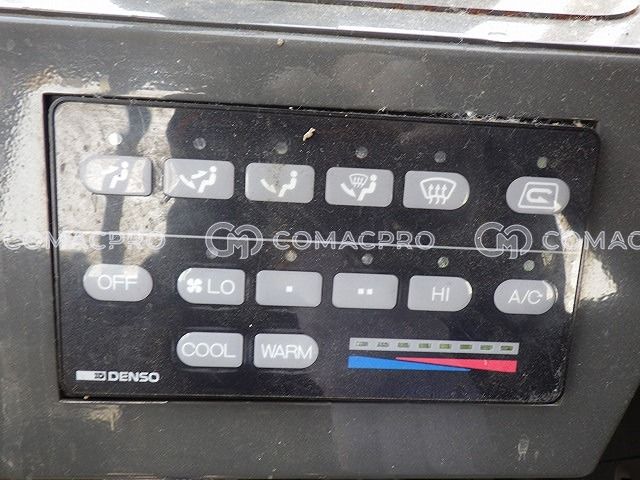 COMACPRO COMACPRO COMACPRO
OFF LO HI A/C
COOL WARM
DENSO